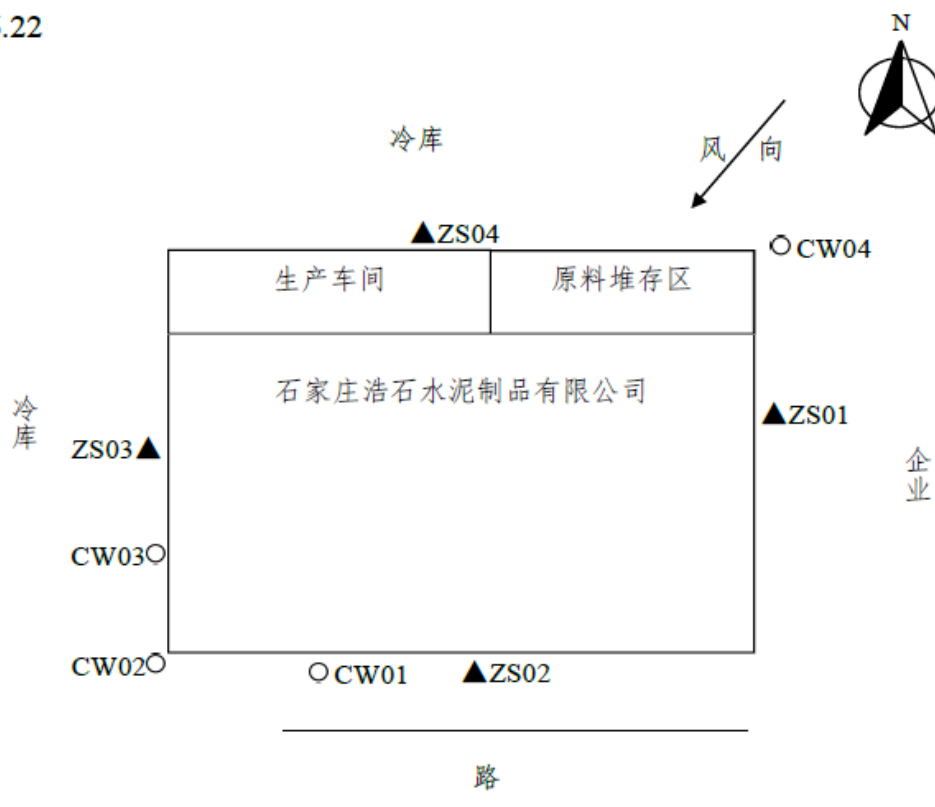 .22
N
冷库
风 向
▲ZS04
○CW04
生产车间
原料堆存区
石家庄浩石水泥制品有限公司
冷库
▲ZS01
ZS03▲
企业
CW03○
CW02○
○CW01
▲ZS02
路